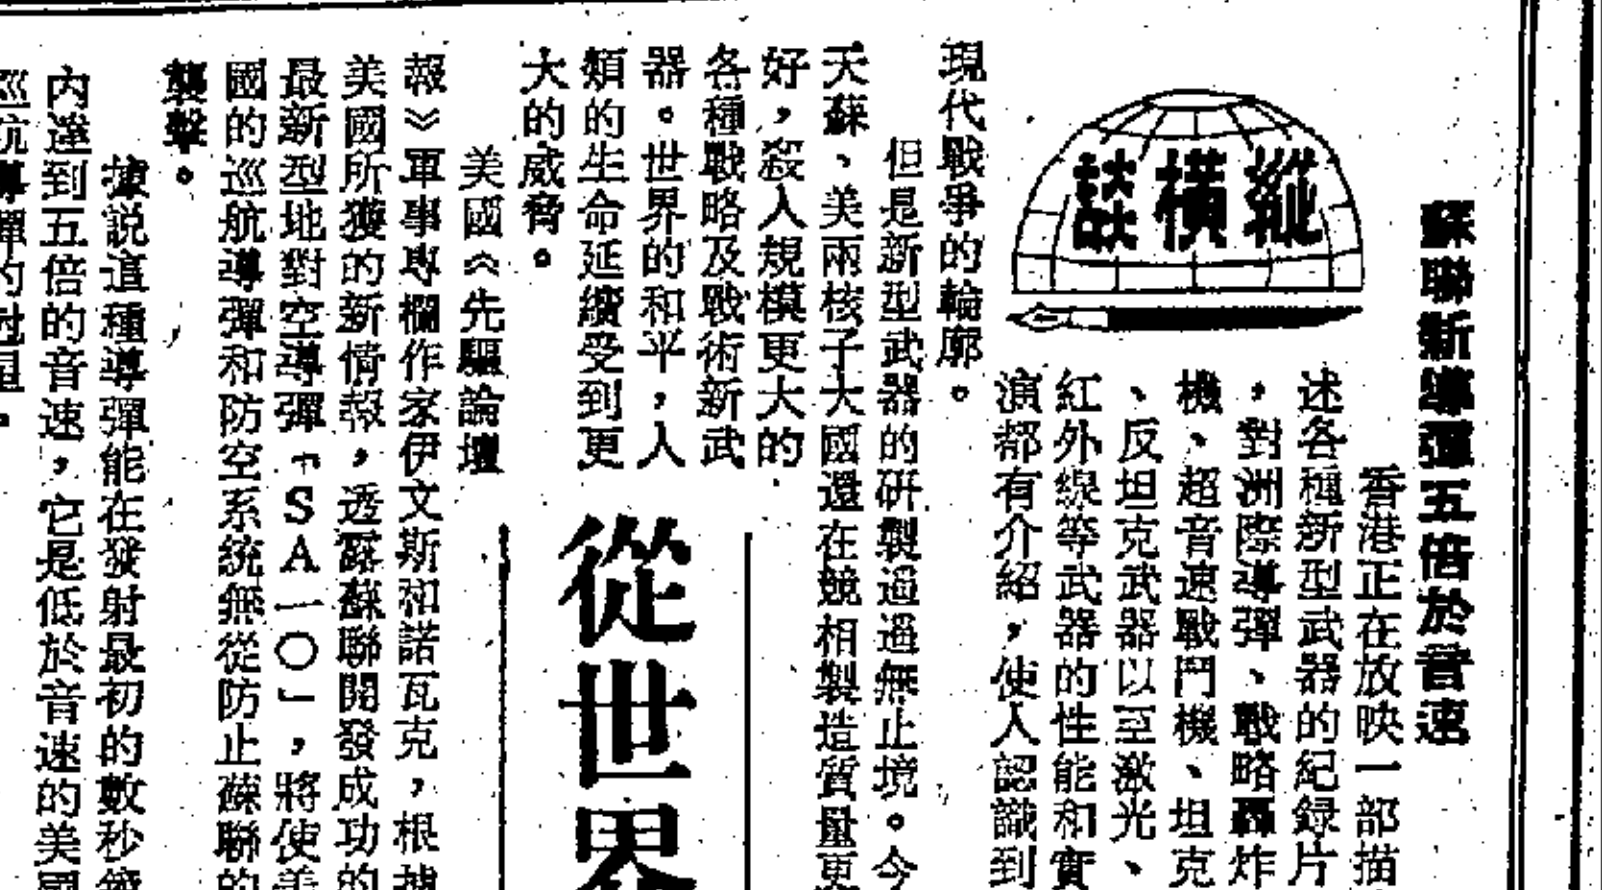 蘇聯新導彈五倍於音速
縱橫談
香港正在放映一部描
述各種新型武器的紀録片
，對洲際導彈、戰略轟炸
機、超音速戰鬥機、坦克
、反坦克武器以至激光、
紅外線等武器的性能和實
演都有介紹，使人認識到
現代戰爭的輪廓。
但是新型武器的研製過過無止境。今
天蘇、美兩核子大國還在競相製造質量更
好，殺人規模更大的
各種戰略及戰術新武
器。世界的和平，人
類的生命延續受到更
大的威脅。
從世界
美國《先驅論壇
報》軍事專欄作家伊文斯和諾瓦克，根據
美國所獲的新情報，透露蘇聯開發成功的
最新型地對空導彈「SA一〇」，將使美
國的巡航導彈和防空系統無從防止蘇聯的
襲擊。
據説這種導彈能在發射最初的數秒鐘
內達到五倍的音速，它是低於音速的美國
巡航導彈的尅星。